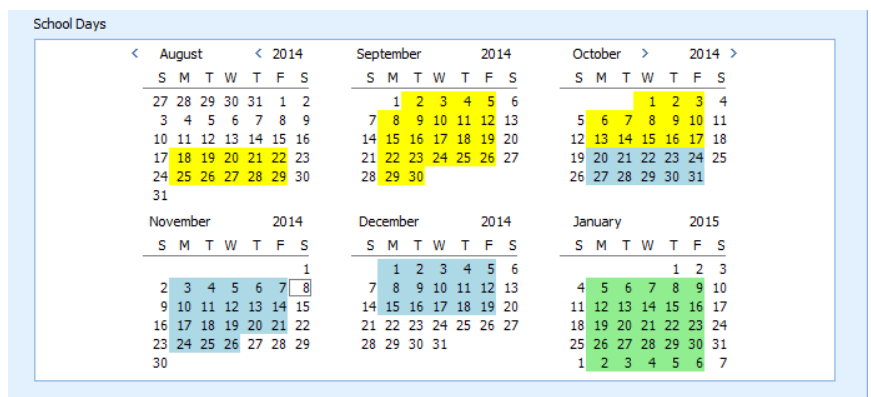 School Days
< August < 2014
S M T W T F S
27 28 29 30 31 1 2
3 4 5 6 7 8 9
10 11 12 13 14 15 16
17 18 19 20 21 22 23
24 25 26 27 28 29 30
31
September 2014
S M T W T F S
1 2 3 4 5 6
7 8 9 10 11 12 13
14 15 16 17 18 19 20
21 22 23 24 25 26 27
28 29 30
October > 2014 >
S M T W T F S
1 2 3 4
5 6 7 8 9 10 11
12 13 14 15 16 17 18
19 20 21 22 23 24 25
26 27 28 29 30 31
November 2014
S M T W T F S
1
2 3 4 5 6 7 8
9 10 11 12 13 14 15
16 17 18 19 20 21 22
23 24 25 26 27 28 29
30
December 2014
S M T W T F S
1 2 3 4 5 6
7 8 9 10 11 12 13
14 15 16 17 18 19 20
21 22 23 24 25 26 27
28 29 30 31
January 2015
S M T W T F S
1 2 3
4 5 6 7 8 9 10
11 12 13 14 15 16 17
18 19 20 21 22 23 24
25 26 27 28 29 30 31
1 2 3 4 5 6 7